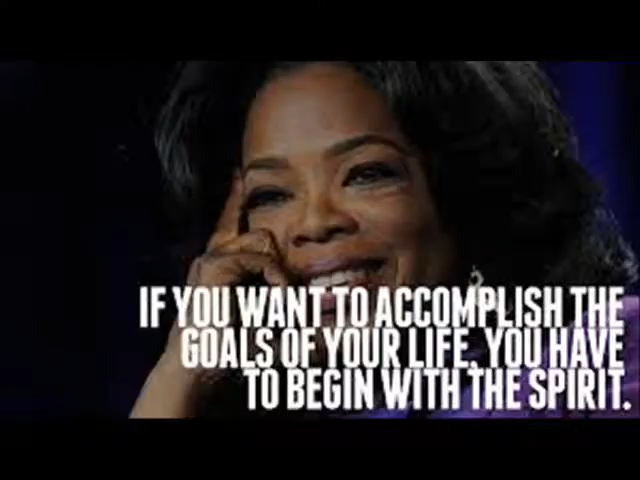 IF YOU WANT TO ACCOMPLISH THE
GOALS OF YOUR LIFE, YOU HAVE
TO BEGIN WITH THE SPIRIT.